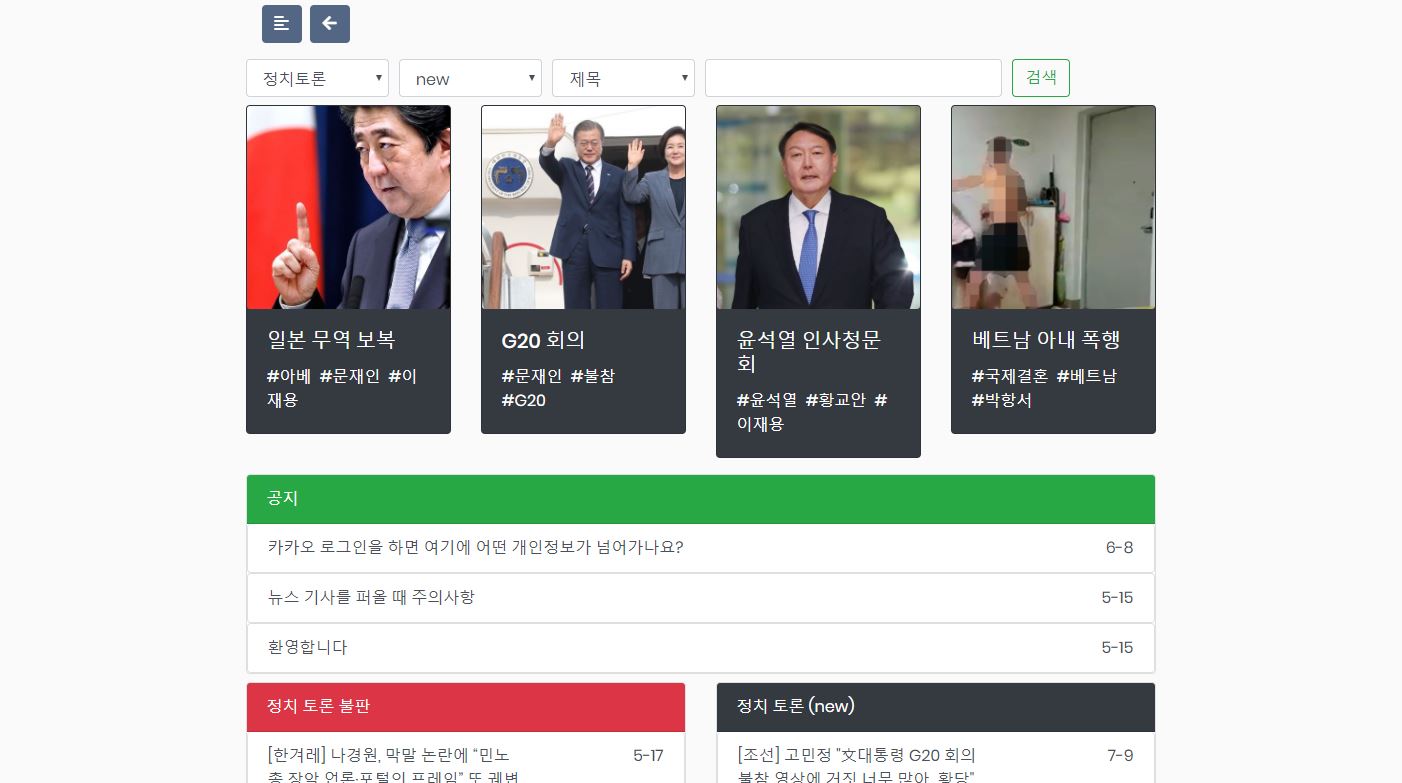 정치토론
new
제목
검색
일본 무역 보복
#아베 #문재인 #이
재용
G20 회의
#문재인 #불참
#G20
윤석열 인사청문
회
#윤석열 #황교안 #
이재용
베트남 아내 폭행
#국제결혼 #베트남
#박항서
공지
카카오 로그인을 하면 여기에 어떤 개인정보가 넘어가나요? 6-8
뉴스 기사를 퍼올 때 주의사항 5-15
환영합니다 5-15
정치 토론 불판
[한겨레] 나경원, 막말 논란에 “민노 5-17
총 장악 언론·포털의 프레임” 또 궤변
정치 토론 (new)
[조선] 고민정 "文대통령 G20 회의 7-9
불참 영상에 거짓 너무 많아, 황당"